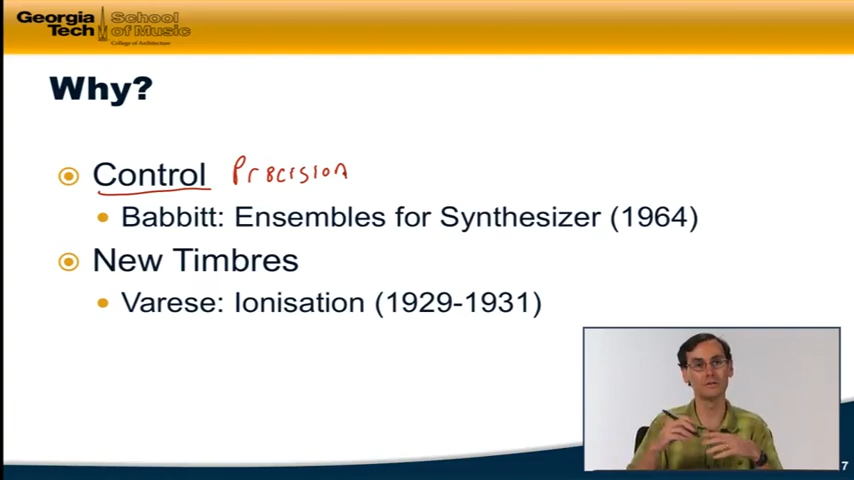 Georgia Tech School of Music
College of Architecture
Why?
Control Precision
Babbitt: Ensembles for Synthesizer (1964)
New Timbres
Varese: Ionisation (1929-1931)
7